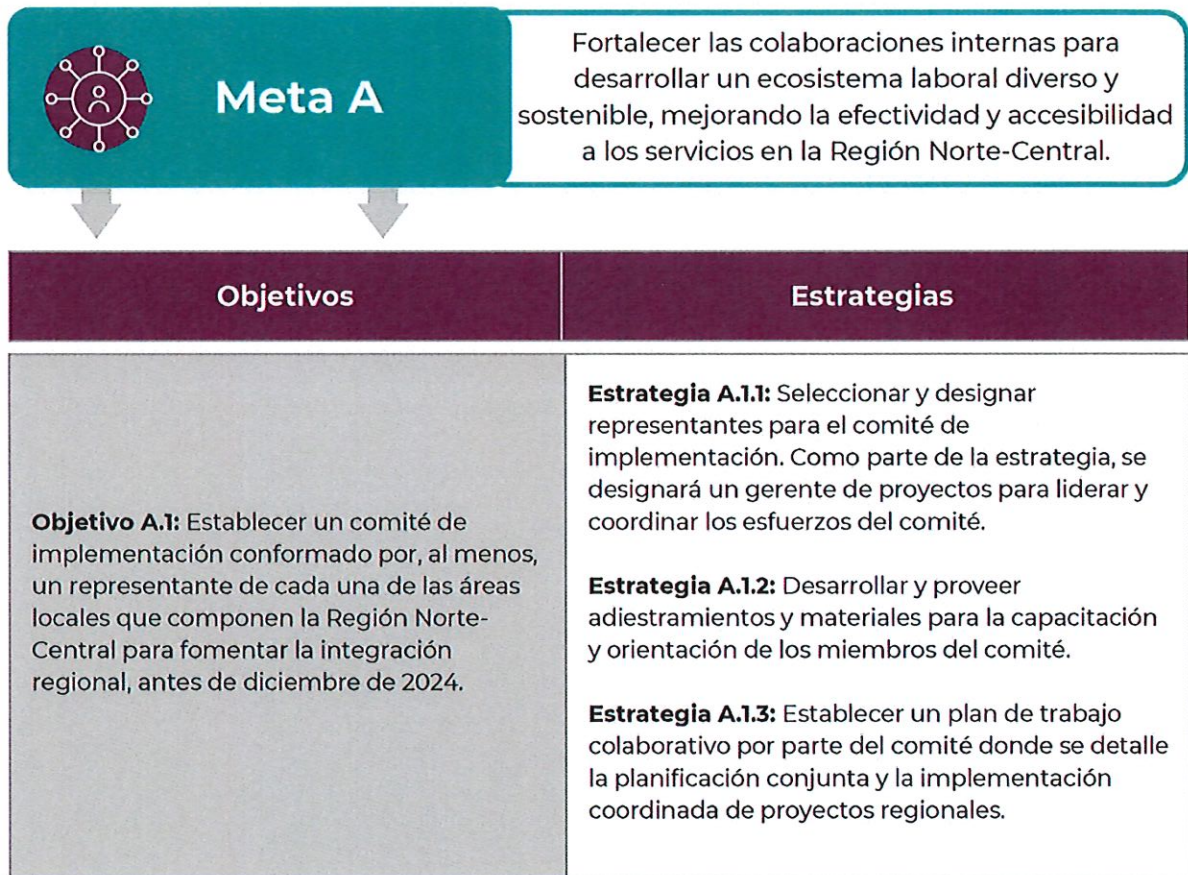 Meta A
Fortalecer las colaboraciones internas para
desarrollar un ecosistema laboral diverso y
sostenible, mejorando la efectividad y accesibilidad
a los servicios en la Región Norte-Central.
Objetivos
Estrategias
Objetivo A.1: Establecer un comité de
implementación conformado por, al menos,
un representante de cada una de las áreas
locales que componen la Región Norte-
Central para fomentar la integración
regional, antes de diciembre de 2024.
Estrategia A.1.1: Seleccionar y designar
representantes para el comité de
implementación. Como parte de la estrategia, se
designará un gerente de proyectos para liderar y
coordinar los esfuerzos del comité.
Estrategia A.1.2: Desarrollar y proveer
adiestramientos y materiales para la capacitación
y orientación de los miembros del comité.
Estrategia A.1.3: Establecer un plan de trabajo
colaborativo por parte del comité donde se detalle
la planificación conjunta y la implementación
coordinada de proyectos regionales.